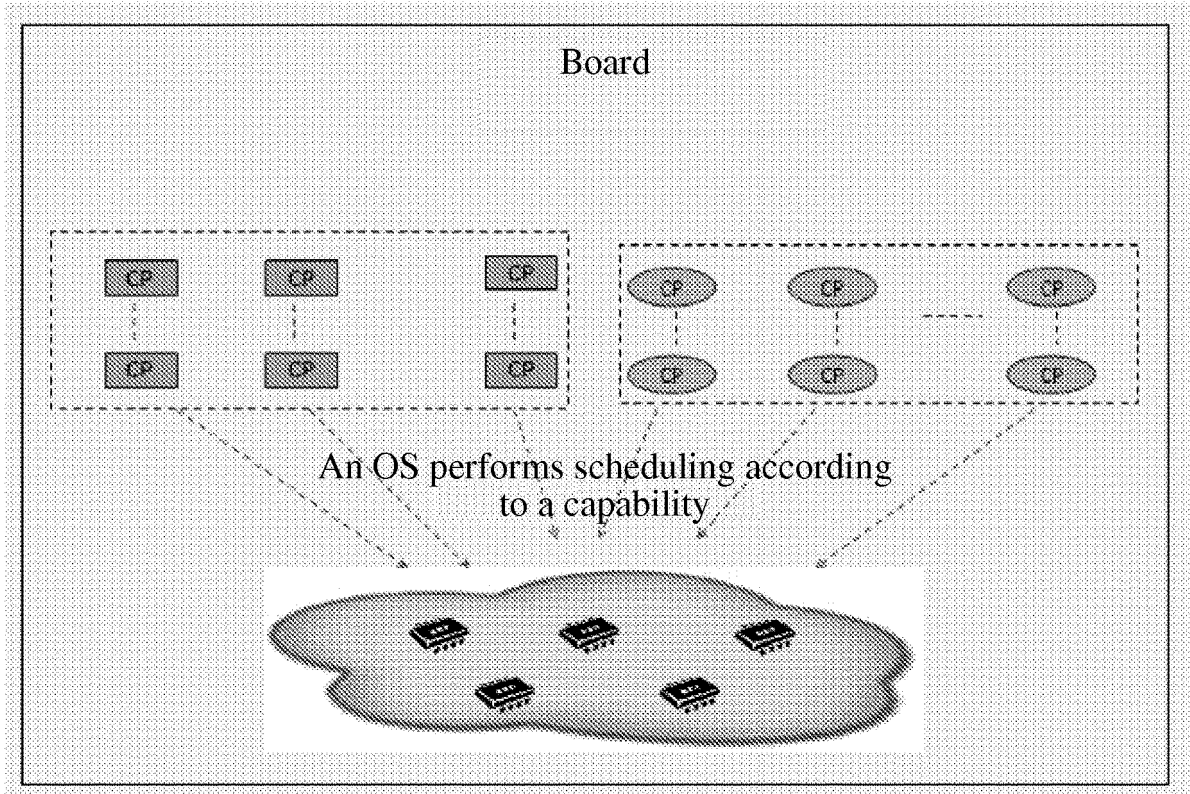 Board
CP CP CP CP CP CP
CP CP CP CP CP CP
An OS performs scheduling according
to a capability